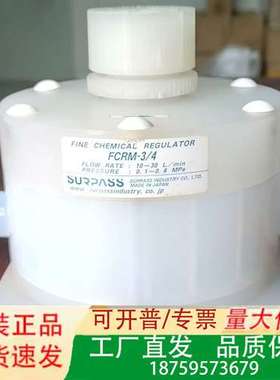 FINE CHEMICAL REGULATOR
FCRM-3/4
FLOW RATE : 10~30 L/min
PRESSURE : 0.1~0.4 MPa
SURPASS
SURPASS INDUSTRY CO., LTD.
MADE IN JAPAN
装正品
货速发
可开普/专票
量大优
工厂直发 品质保
18759573679